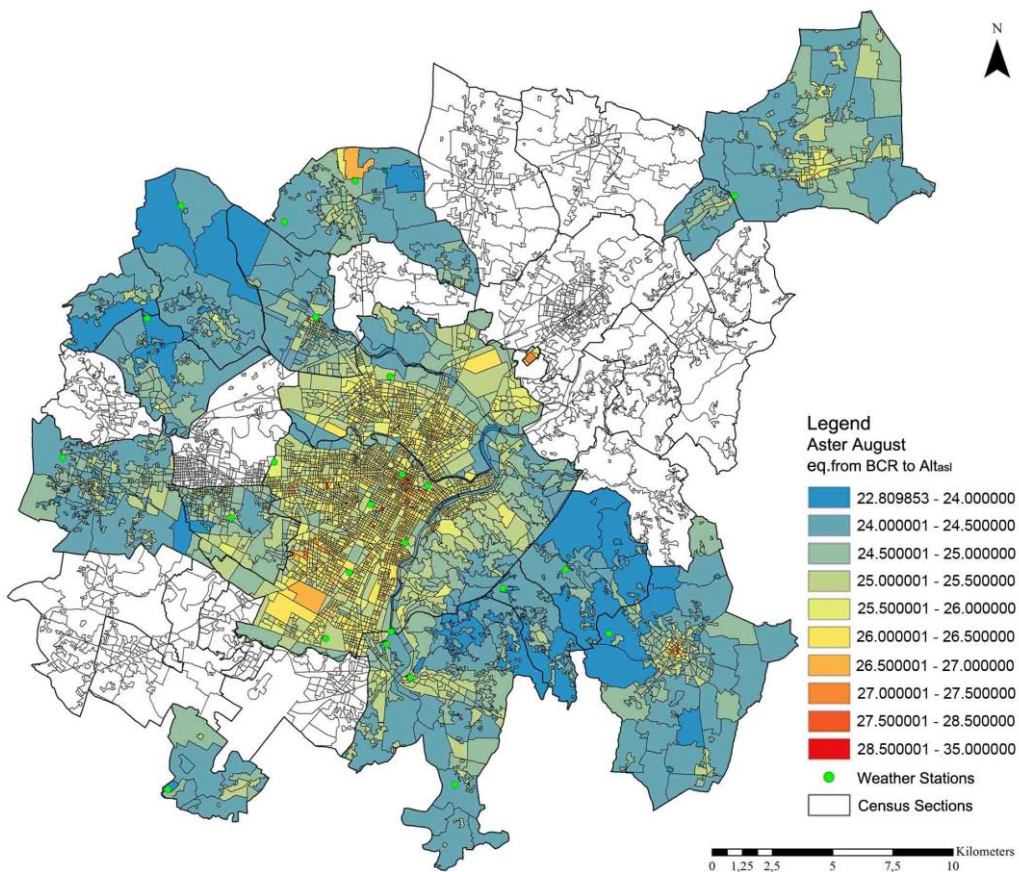 N
Legend
Aster August
eq.from BCR to Altasl
22.809853 - 24.000000
24.000001 - 24.500000
24.500001 - 25.000000
25.000001 - 25.500000
25.500001 - 26.000000
26.000001 - 26.500000
26.500001 - 27.000000
27.000001 - 27.500000
27.500001 - 28.500000
28.500001 - 35.000000
Weather Stations
Census Sections
Kilometers
0 1,25 2,5 5 7,5 10